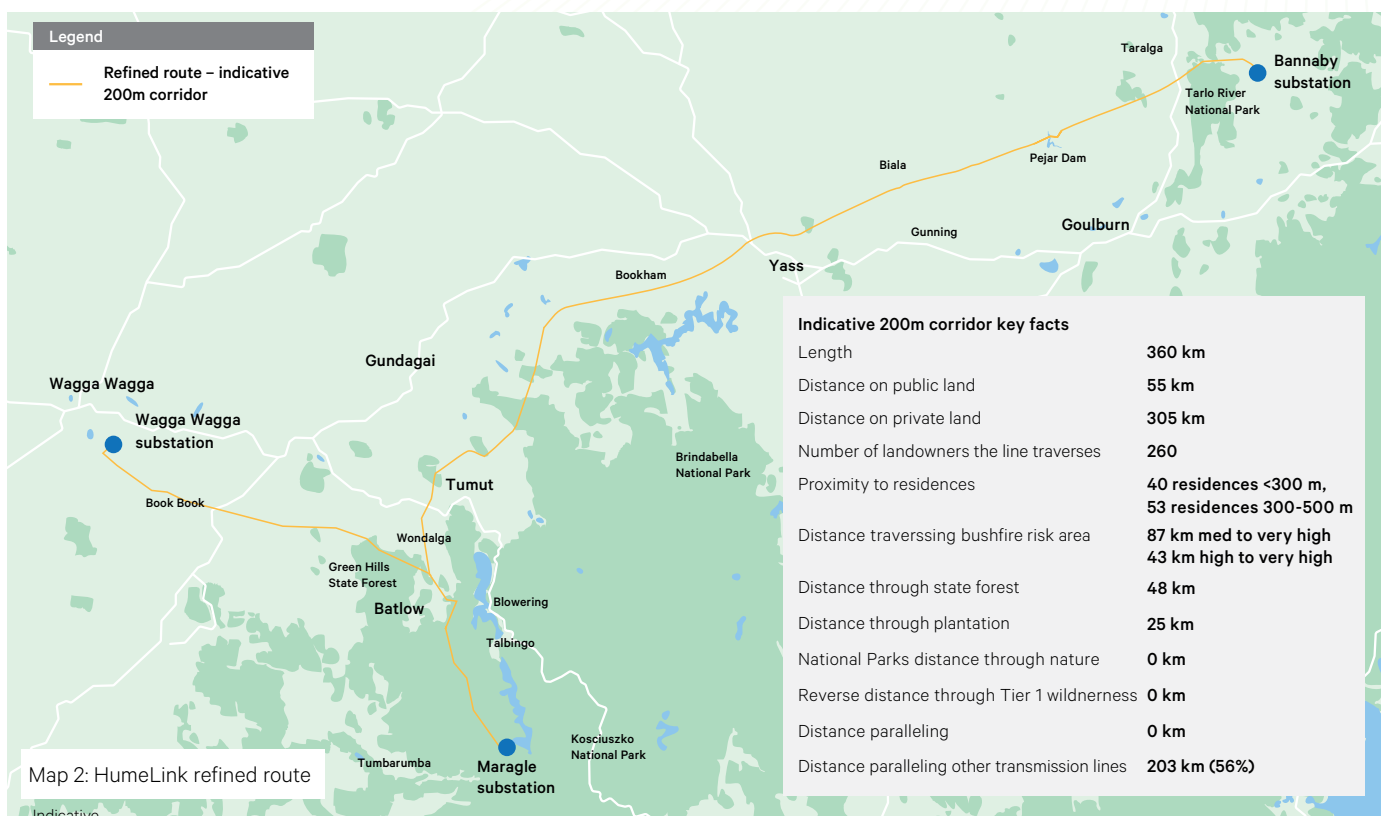 Legend
Refined route – indicative
200m corridor
Taralga
Bannaby
substation
Tarlo River
National Park
Pejar Dam
Biala
Goulburn
Gunning
Yass
Bookham
Gundagai
Wagga Wagga
Wagga Wagga
substation
Book Book
Tumut
Brindabella
National Park
Wondalga
Green Hills
State Forest
Batlow
Blowering
Talbingo
Kosciuszko
National Park
Tumbarumba
Maragle
substation
Indicative 200m corridor key facts
Length 360 km
Distance on public land 55 km
Distance on private land 305 km
Number of landowners the line traverses 260
Proximity to residences 40 residences <300 m,
53 residences 300-500 m
Distance traverssing bushfire risk area 87 km med to very high
43 km high to very high
Distance through state forest 48 km
Distance through plantation 25 km
National Parks distance through nature 0 km
Reverse distance through Tier 1 wildnerness 0 km
Distance paralleling 0 km
Distance paralleling other transmission lines 203 km (56%)
Map 2: HumeLink refined route
Indicative